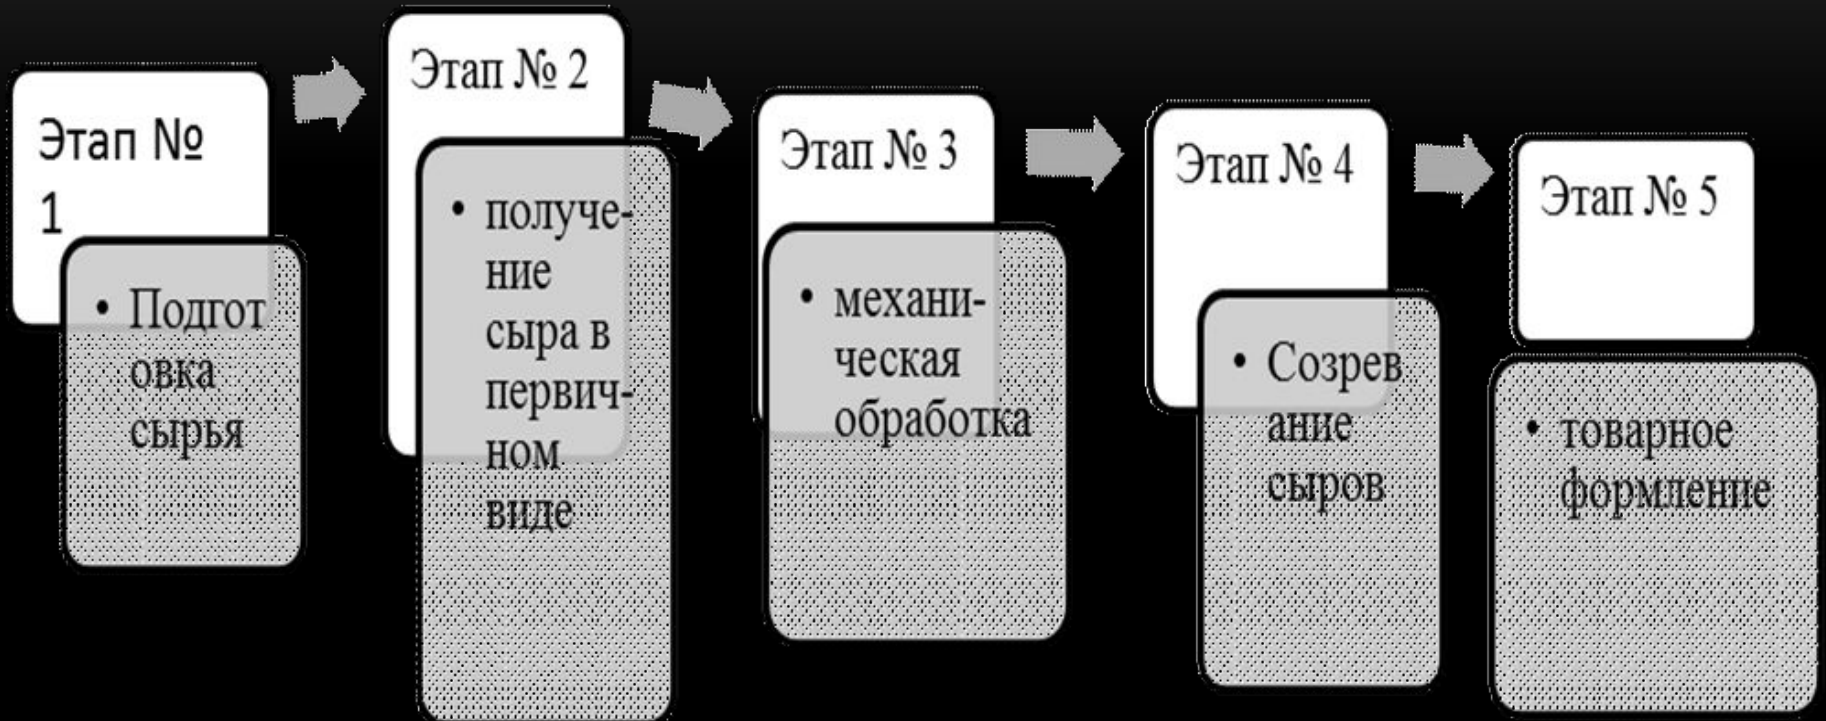 Этап №
1
• Подгот
овка
сырья
Этап № 2
• получе-
ние
сыра в
первич-
ном
виде
Этап № 3
• механи-
ческая
обработка
Этап № 4
• Созрев
ание
сыров
Этап № 5
• товарное
формление